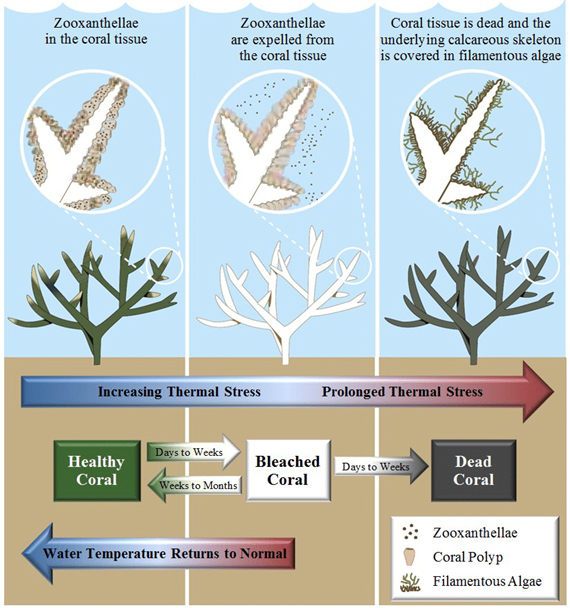 Zooxanthellae
in the coral tissue
Zooxanthellae
are expelled from
the coral tissue
Coral tissue is dead and the
underlying calcareous skeleton
is covered in filamentous algae
Increasing Thermal Stress
Prolonged Thermal Stress
Healthy
Coral
Days to Weeks
Weeks to Months
Bleached
Coral
Days to Weeks
Dead
Coral
Water Temperature Returns to Normal
Zooxanthellae
Coral Polyp
Filamentous Algae